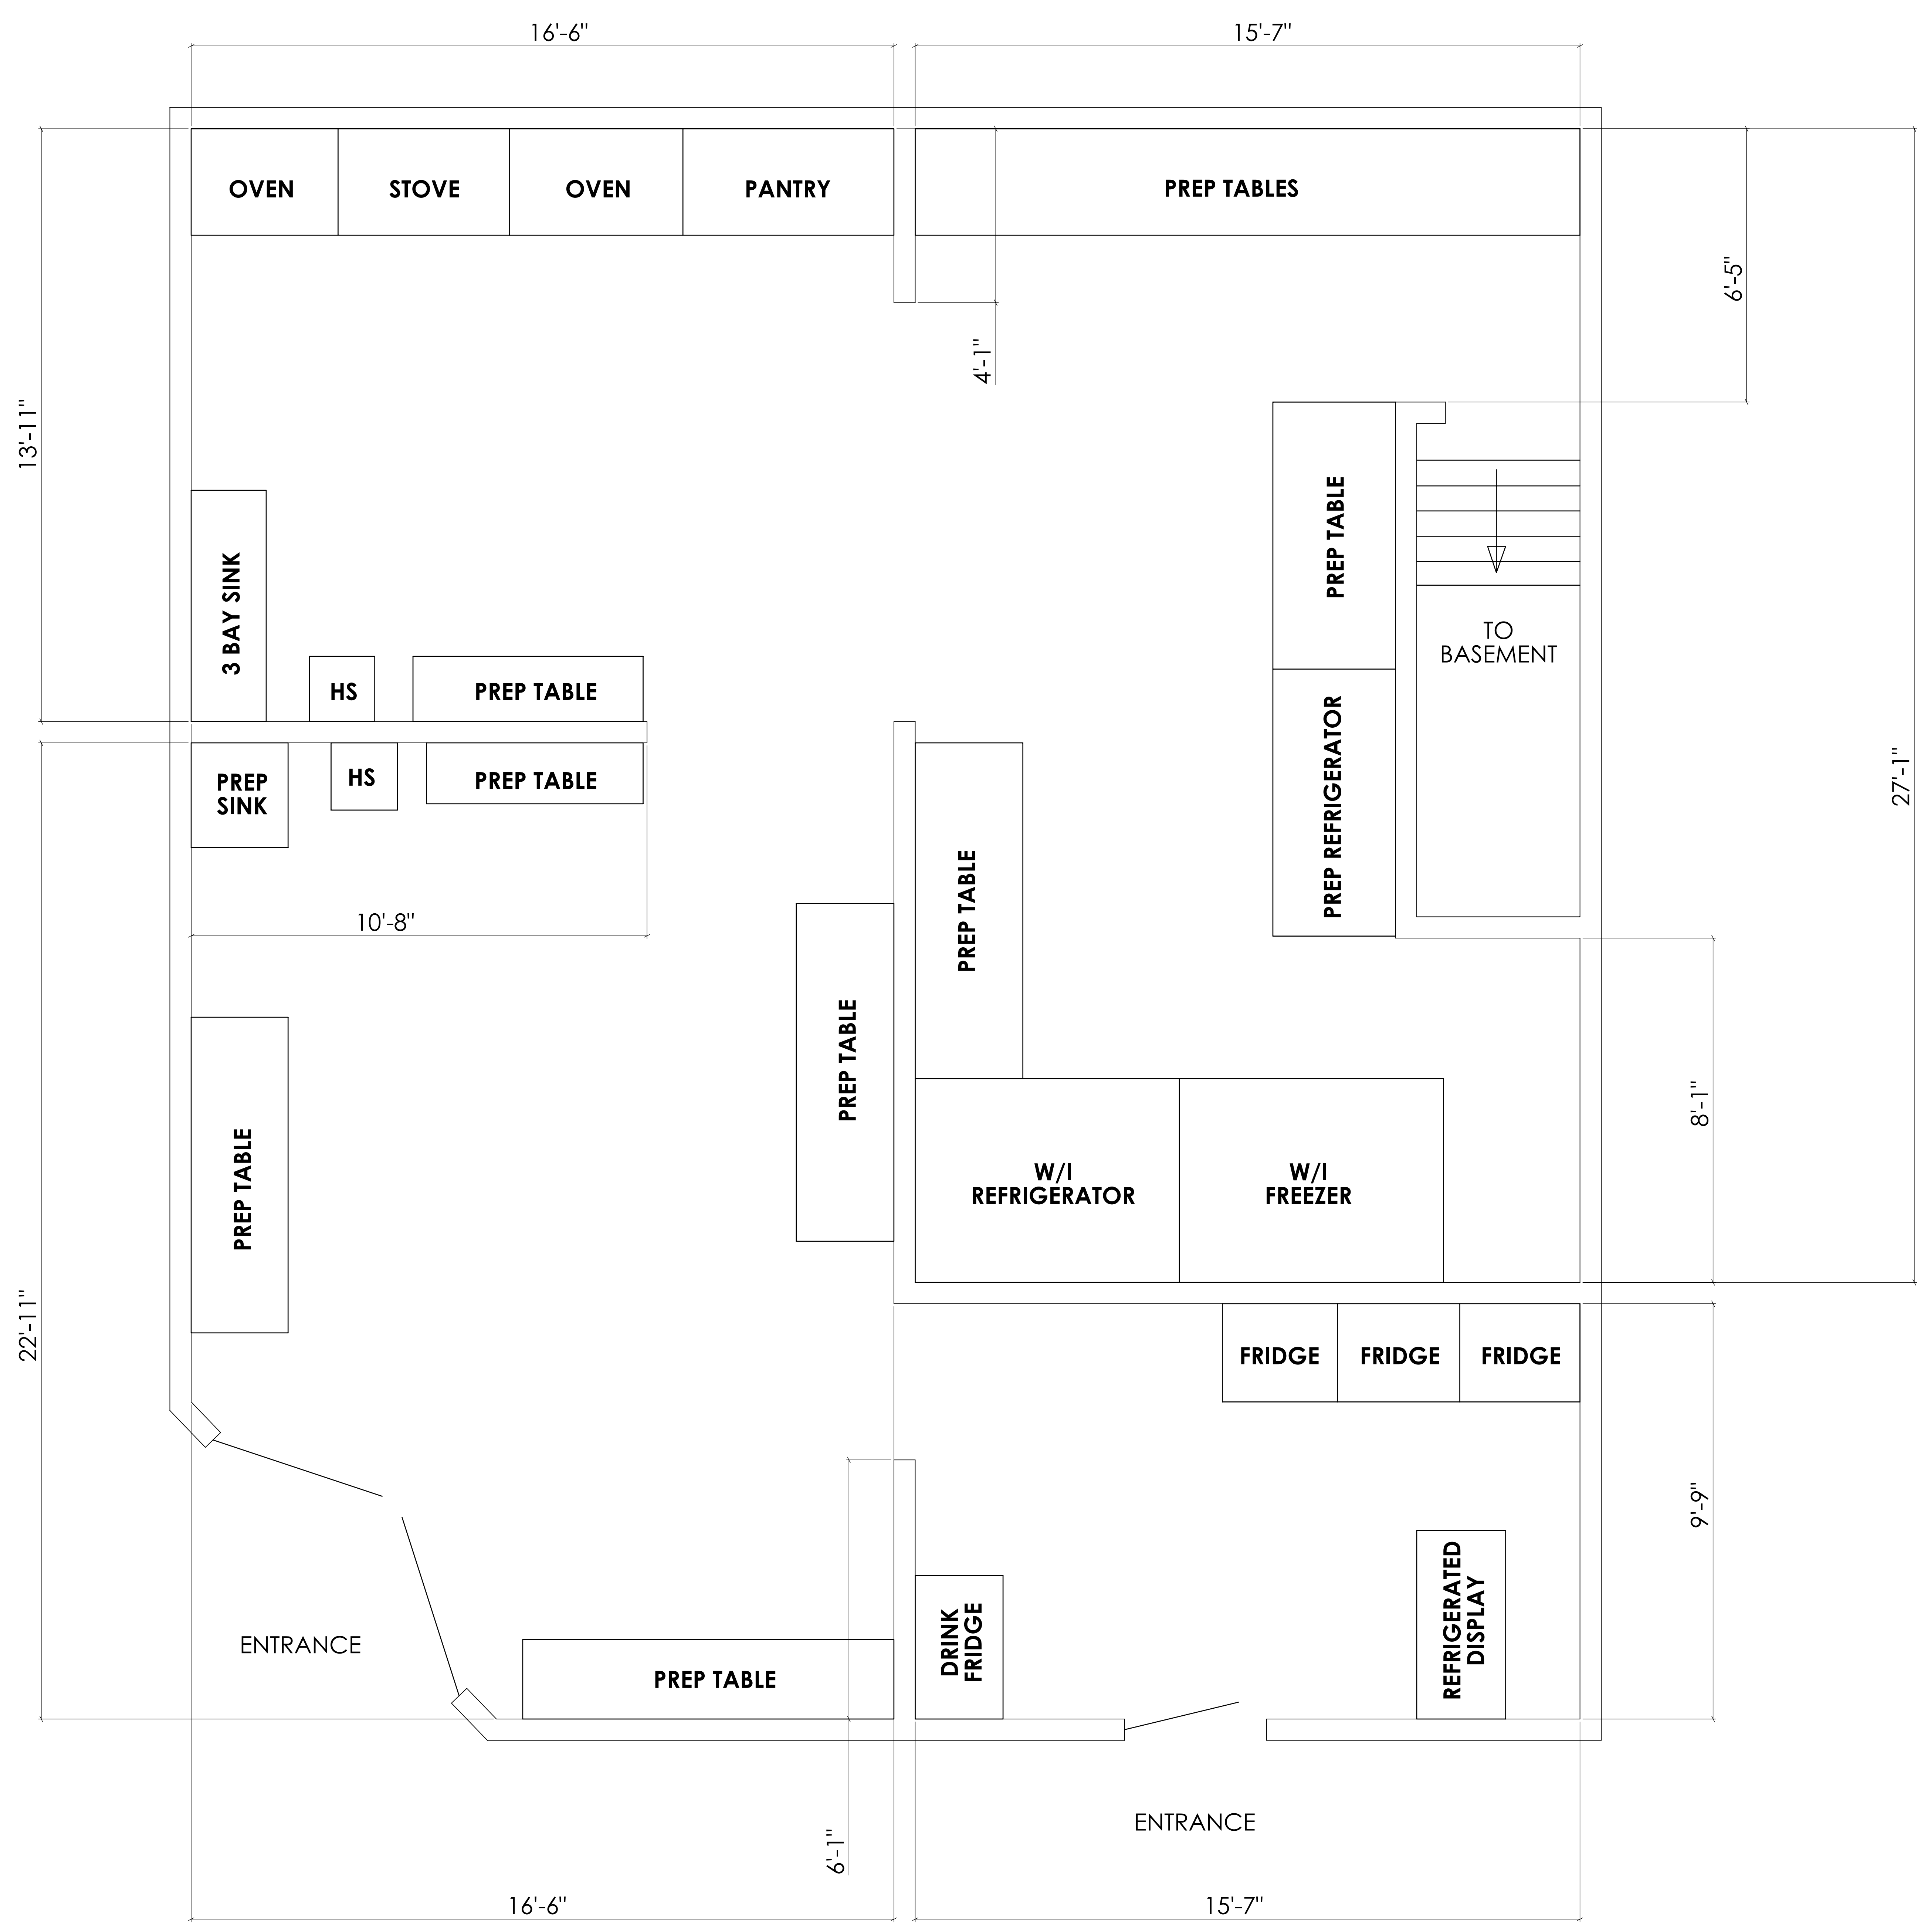 16'-6"
15'-7"
OVEN
STOVE
OVEN
PANTRY
PREP TABLES
6'-5"
4'-1"
13'-11"
PREP TABLE
3 BAY SINK
TO
BASEMENT
HS
PREP TABLE
PREP
SINK
HS
PREP TABLE
PREP REFRIGERATOR
27'-1"
10'-8"
PREP TABLE
PREP TABLE
8'-1"
PREP TABLE
W/I
REFRIGERATOR
W/I
FREEZER
22'-11"
FRIDGE
FRIDGE
FRIDGE
9'-9"
ENTRANCE
PREP TABLE
DRINK
FRIDGE
REFRIGERATED
DISPLAY
ENTRANCE
6'-1"
16'-6"
15'-7"